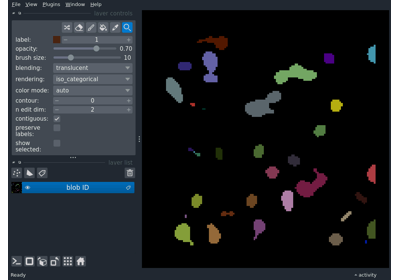 File View Plugins Window Help
layer controls
label: 1
opacity: 0.70
brush size: 10
blending: translucent
rendering: iso_categorical
color mode: auto
contour: 0
n edit dim: 2
contiguous:
preserve
labels:
show
selected:
layer list
blob ID
Ready
activity